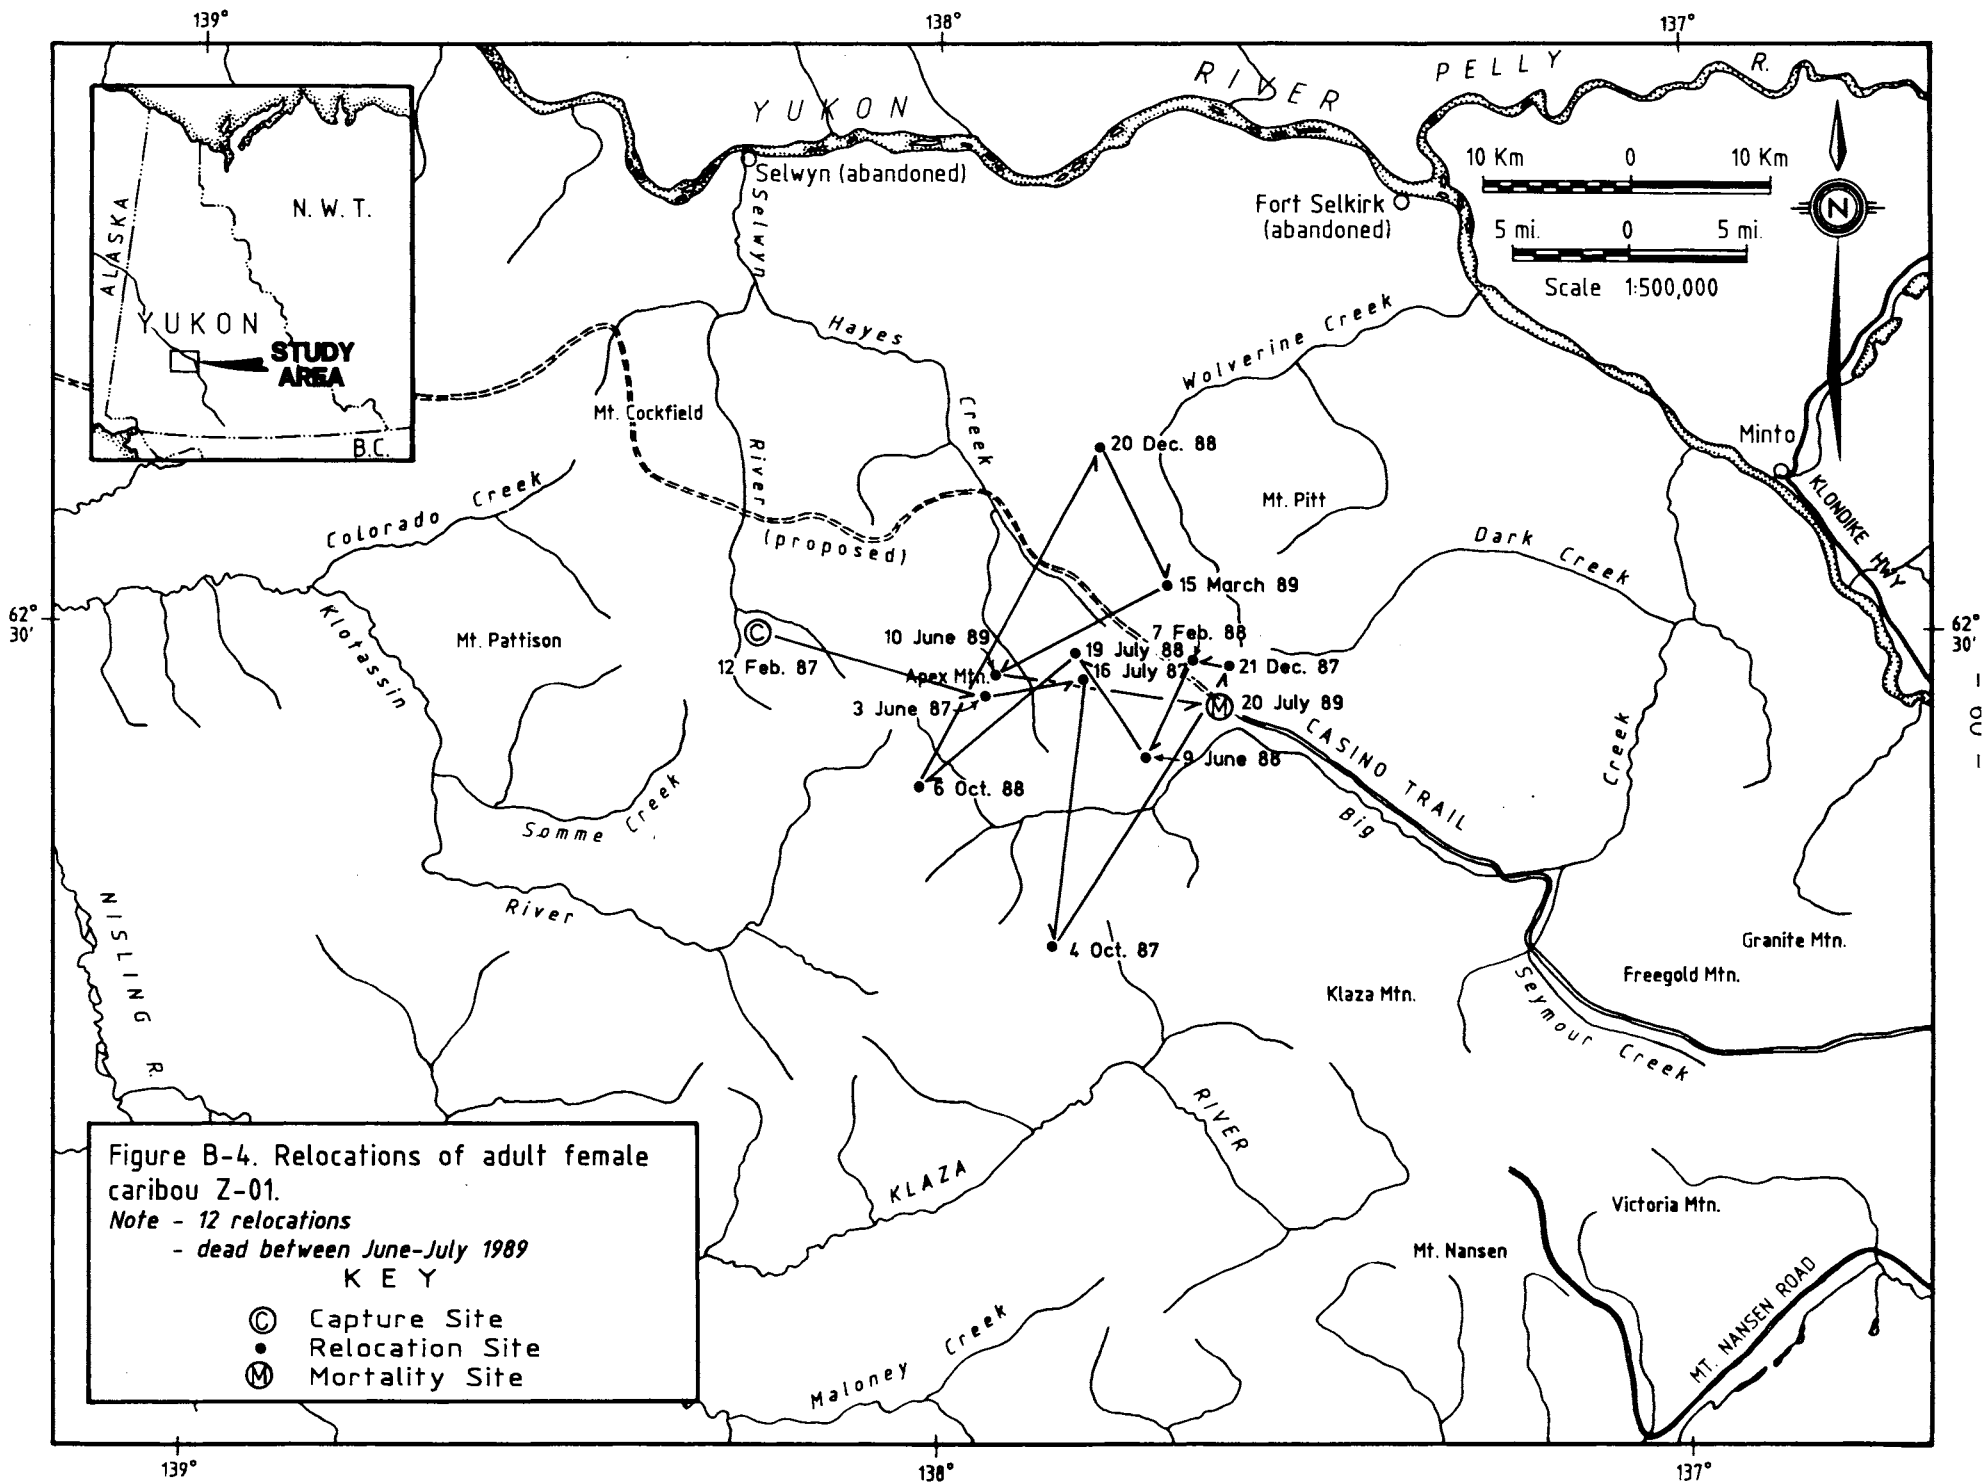 139°
138°
137°
YUKON
RIVER
PELLY
R.
N.W.T.
ALASKA
YUKON
STUDY
AREA
B.C.
Selwyn (abandoned)
Selwyn
River
Fort Selkirk
(abandoned)
10 Km 0 10 Km
5 mi. 0 5 mi.
Scale 1:500,000
N
Hayes
Creek
Wolverine Creek
Mt. Cockfield
Minto
KLONDIKE HWY
20 Dec. 88
Mt. Pitt
Colorado Creek
(proposed)
Dark Creek
15 March 89
62°
30'
62°
30'
Klotassin
River
Mt. Pattison
C
12 Feb. 87
10 June 89
7 Feb. 88
19 July 88
16 July 87
21 Dec. 87
Apex Mtn.
3 June 87
M
20 July 89
CASINO TRAIL
9 June 88
6 Oct. 88
Big
Creek
Somme Creek
NISLING R.
4 Oct. 87
Klaza Mtn.
Granite Mtn.
Freegold Mtn.
Seymour Creek
KLAZA
RIVER
Victoria Mtn.
Mt. Nansen
MT. NANSEN ROAD
Maloney Creek
Figure B-4. Relocations of adult female
caribou Z-01.
Note - 12 relocations
- dead between June-July 1989
KEY
C Capture Site
Relocation Site
M Mortality Site
139°
138°
137°